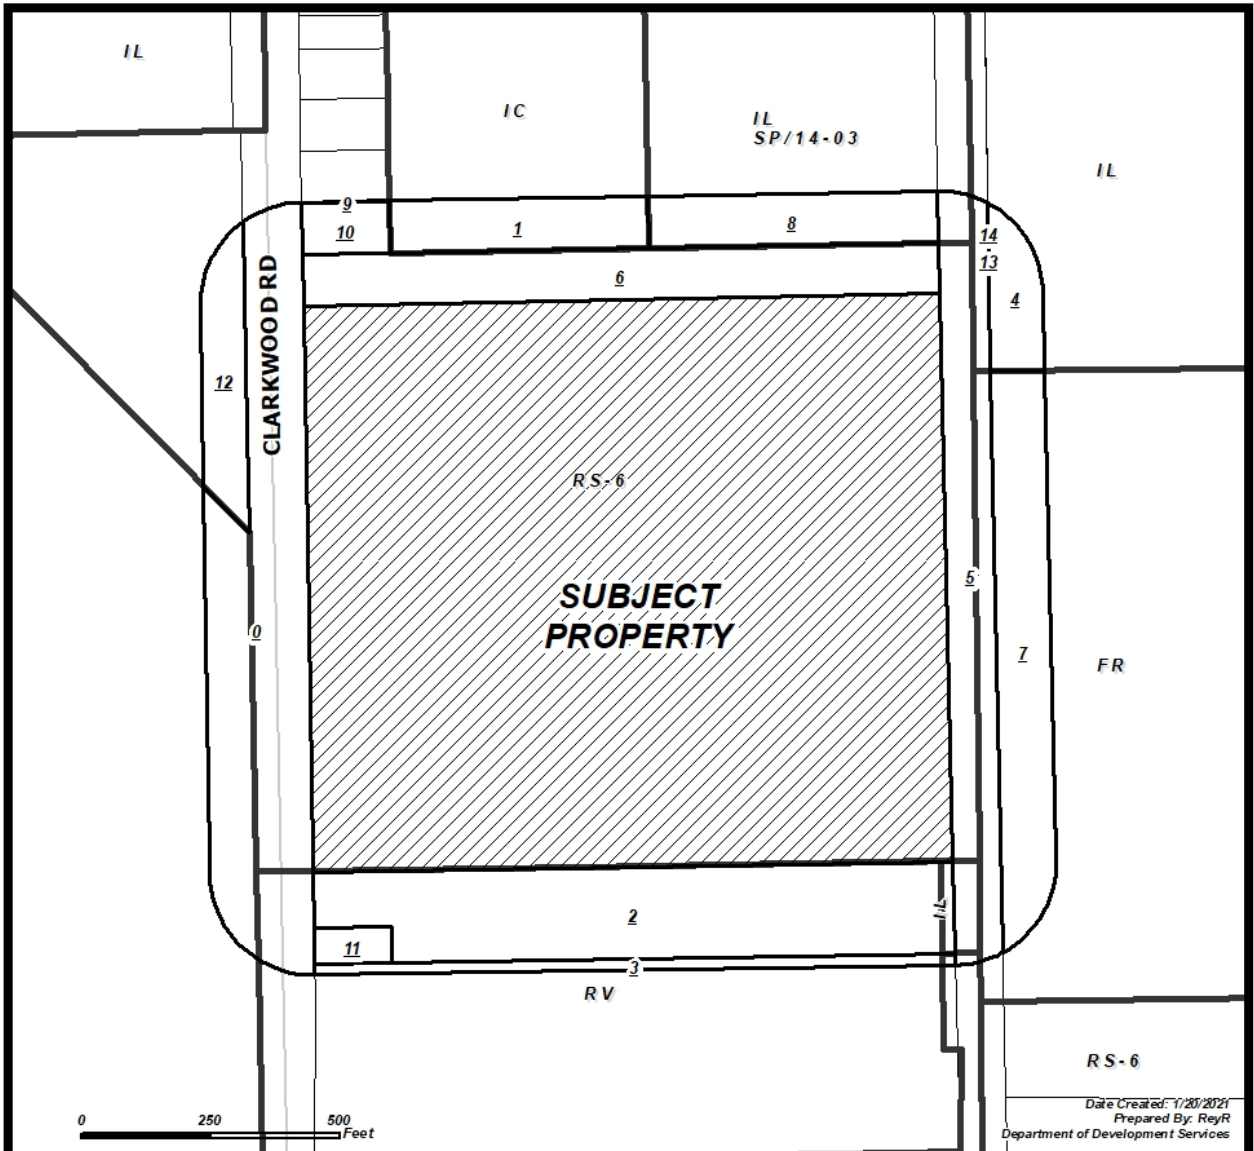 IL
IC
IL
SP/14-03
IL
9
10
1
8
14
13
6
4
12
CLARKWOOD RD
RS-6
SUBJECT
PROPERTY
5
0
7
FR
2
IL
11
3
RV
RS-6
0 250 500
Feet
Date Created: 1/20/2021
Prepared By: ReyR
Department of Development Services